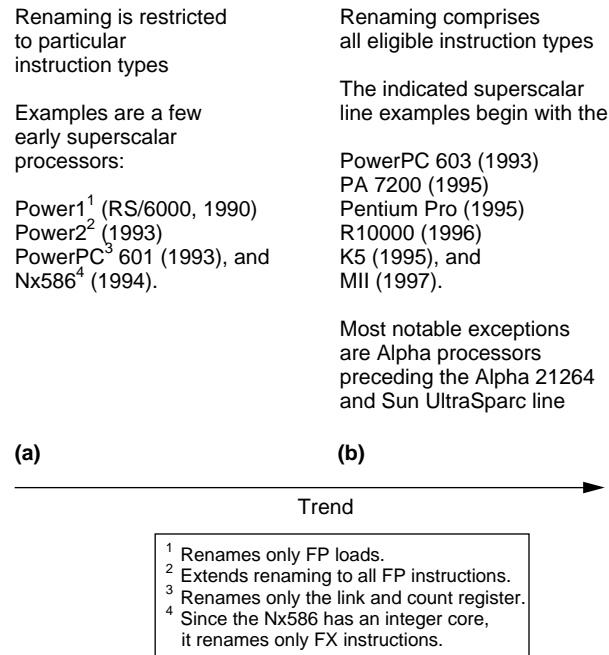 Renaming is restricted
to particular
instruction types
Examples are a few
early superscalar
processors:
Power1¹ (RS/6000, 1990)
Power2² (1993)
PowerPC³ 601 (1993), and
Nx586⁴ (1994).
(a)
Renaming comprises
all eligible instruction types
The indicated superscalar
line examples begin with the
PowerPC 603 (1993)
PA 7200 (1995)
Pentium Pro (1995)
R10000 (1996)
K5 (1995), and
MII (1997).
Most notable exceptions
are Alpha processors
preceding the Alpha 21264
and Sun UltraSparc line
(b)
Trend
¹ Renames only FP loads.
² Extends renaming to all FP instructions.
³ Renames only the link and count register.
⁴ Since the Nx586 has an integer core,
it renames only FX instructions.